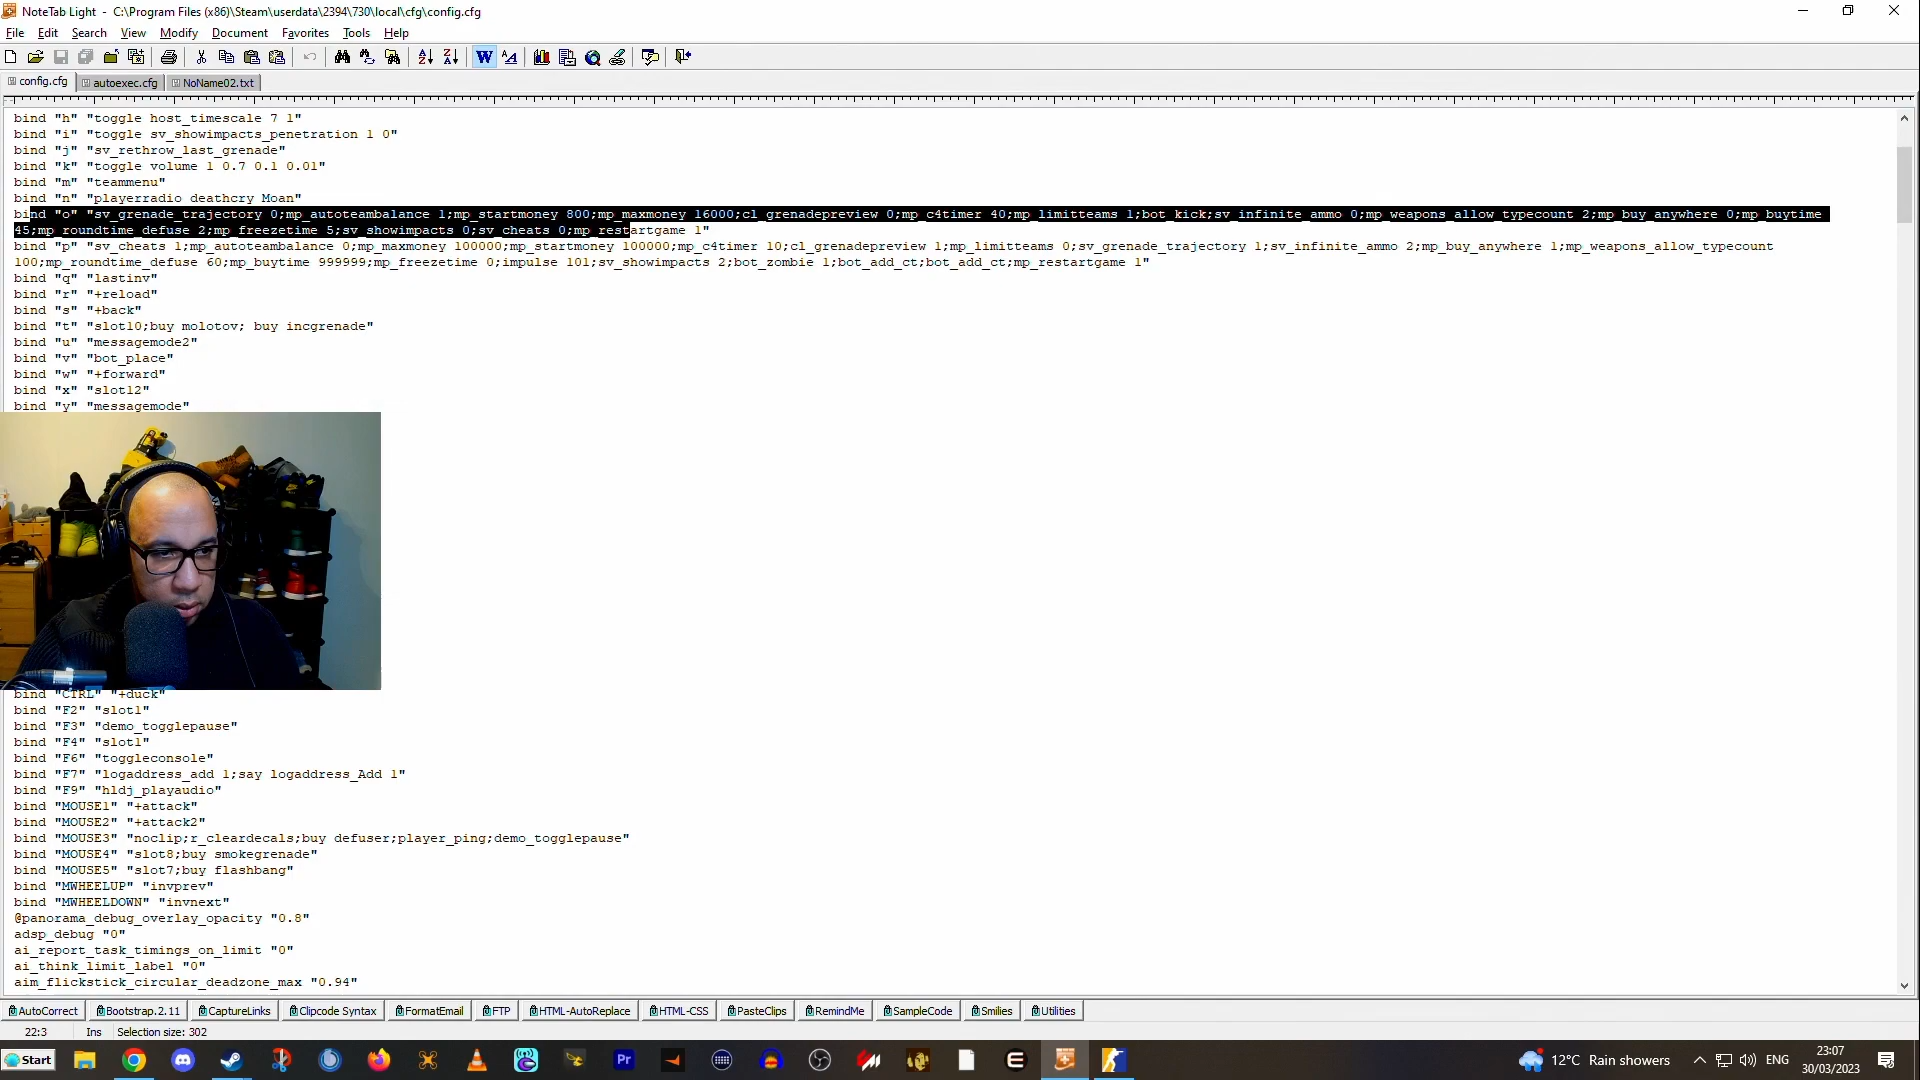 NoteTab Light - C:\Program Files (x86)\Steam\userdata\2394\730\local\cfg\config.cfg
File Edit Search View Modify Document Favorites Tools Help
config.cfg autoexec.cfg NoName02.txt
bind "h" "toggle host_timescale 7 1"
bind "i" "toggle sv_showimpacts_penetration 1 0"
bind "j" "sv_rethrow_last_grenade"
bind "k" "toggle volume 1 0.7 0.1 0.01"
bind "m" "teammenu"
bind "n" "playerradio deathcry Moan"
bind "o" "sv_grenade_trajectory 0;mp_autoteambalance 1;mp_startmoney 800;mp_maxmoney 16000;cl_grenadepreview 0;mp_c4timer 40;mp_limitteams 1;bot_kick;sv_infinite_ammo 0;mp_weapons_allow_typecount 2;mp_buy_anywhere 0;mp_buytime
45;mp_roundtime_defuse 2;mp_freezetime 5;sv_showimpacts 0;sv_cheats 0;mp_restartgame 1"
bind "p" "sv_cheats 1;mp_autoteambalance 0;mp_maxmoney 100000;mp_startmoney 100000;mp_c4timer 10;cl_grenadepreview 1;mp_limitteams 0;sv_grenade_trajectory 1;sv_infinite_ammo 2;mp_buy_anywhere 1;mp_weapons_allow_typecount
100;mp_roundtime_defuse 60;mp_buytime 999999;mp_freezetime 0;impulse 101;sv_showimpacts 2;bot_zombie 1;bot_add_ct;bot_add_ct;mp_restartgame 1"
bind "q" "lastinv"
bind "r" "+reload"
bind "s" "+back"
bind "t" "slot10;buy molotov; buy incgrenade"
bind "u" "messagemode2"
bind "v" "bot_place"
bind "w" "+forward"
bind "x" "slot12"
bind "y" "messagemode"
bind "CTRL" "+duck"
bind "F2" "slot1"
bind "F3" "demo_togglepause"
bind "F4" "slot1"
bind "F6" "toggleconsole"
bind "F7" "logaddress_add 1;say logaddress_Add 1"
bind "F9" "hldj_playaudio"
bind "MOUSE1" "+attack"
bind "MOUSE2" "+attack2"
bind "MOUSE3" "noclip;r_cleardecals;buy defuser;player_ping;demo_togglepause"
bind "MOUSE4" "slot8;buy smokegrenade"
bind "MOUSE5" "slot7;buy flashbang"
bind "MWHEELUP" "invprev"
bind "MWHEELDOWN" "invnext"
@panorama_debug_overlay_opacity "0.8"
adsp_debug "0"
ai_report_task_timings_on_limit "0"
ai_think_limit_label "0"
aim_flickstick_circular_deadzone_max "0.94"
AutoCorrect Bootstrap.2.11 CaptureLinks Clipcode Syntax FormatEmail FTP HTML-AutoReplace HTML-CSS PasteClips RemindMe SampleCode Smilies Utilities
22:3 Ins Selection size: 302
Start 12°C Rain showers ENG 23:07
30/03/2023